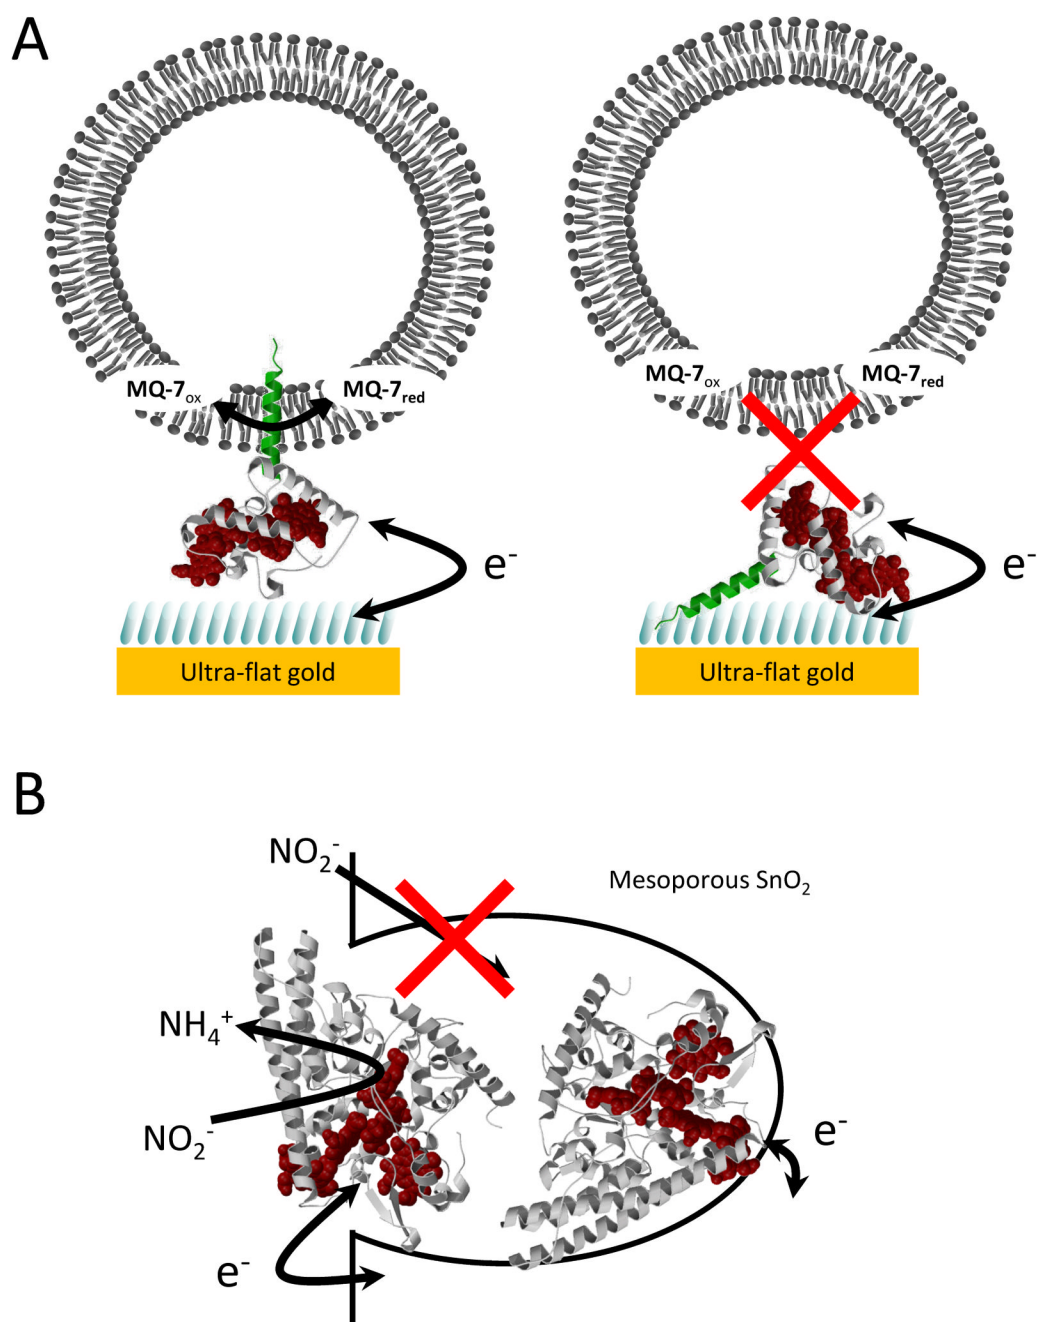 A
MQ-7ox
MQ-7red
MQ-7ox
MQ-7red
e⁻
e⁻
Ultra-flat gold
Ultra-flat gold
B
NO₂⁻
Mesoporous SnO₂
NH₄⁺
NO₂⁻
e⁻
e⁻